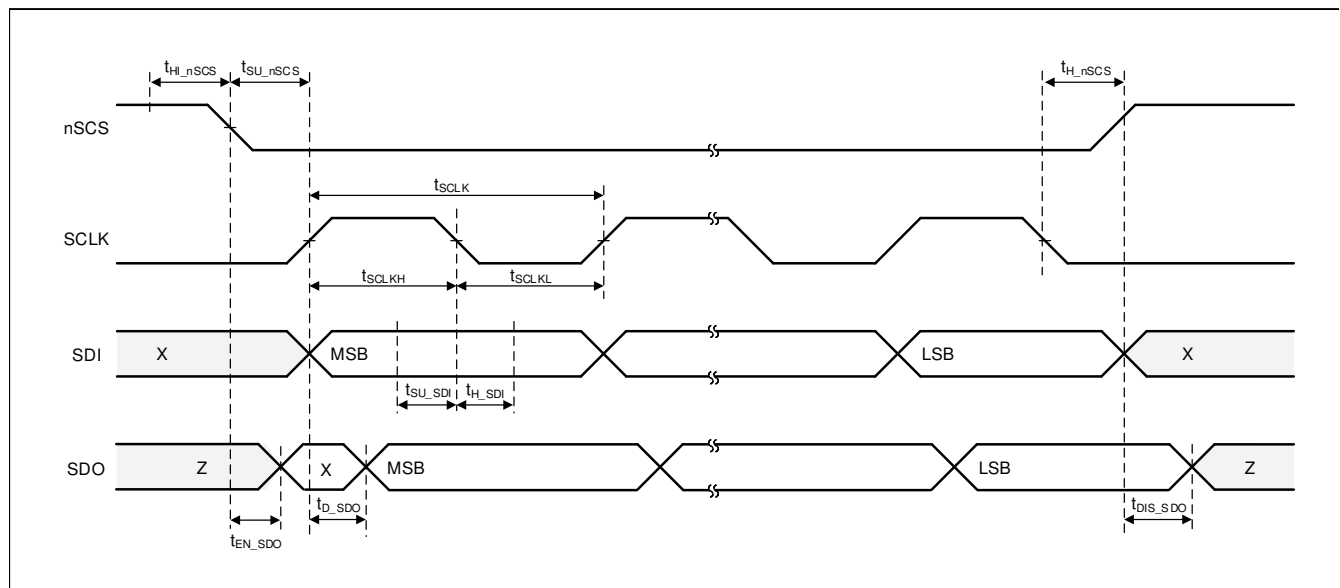 tHI_nSCS tSU_nSCS tH_nSCS
nSCS
tSCLK
SCLK
tSCLKH tSCLKL
SDI X MSB LSB X
tSU_SDI tH_SDI
SDO Z X MSB LSB Z
tD_SDO tDIS_SDO
tEN_SDO